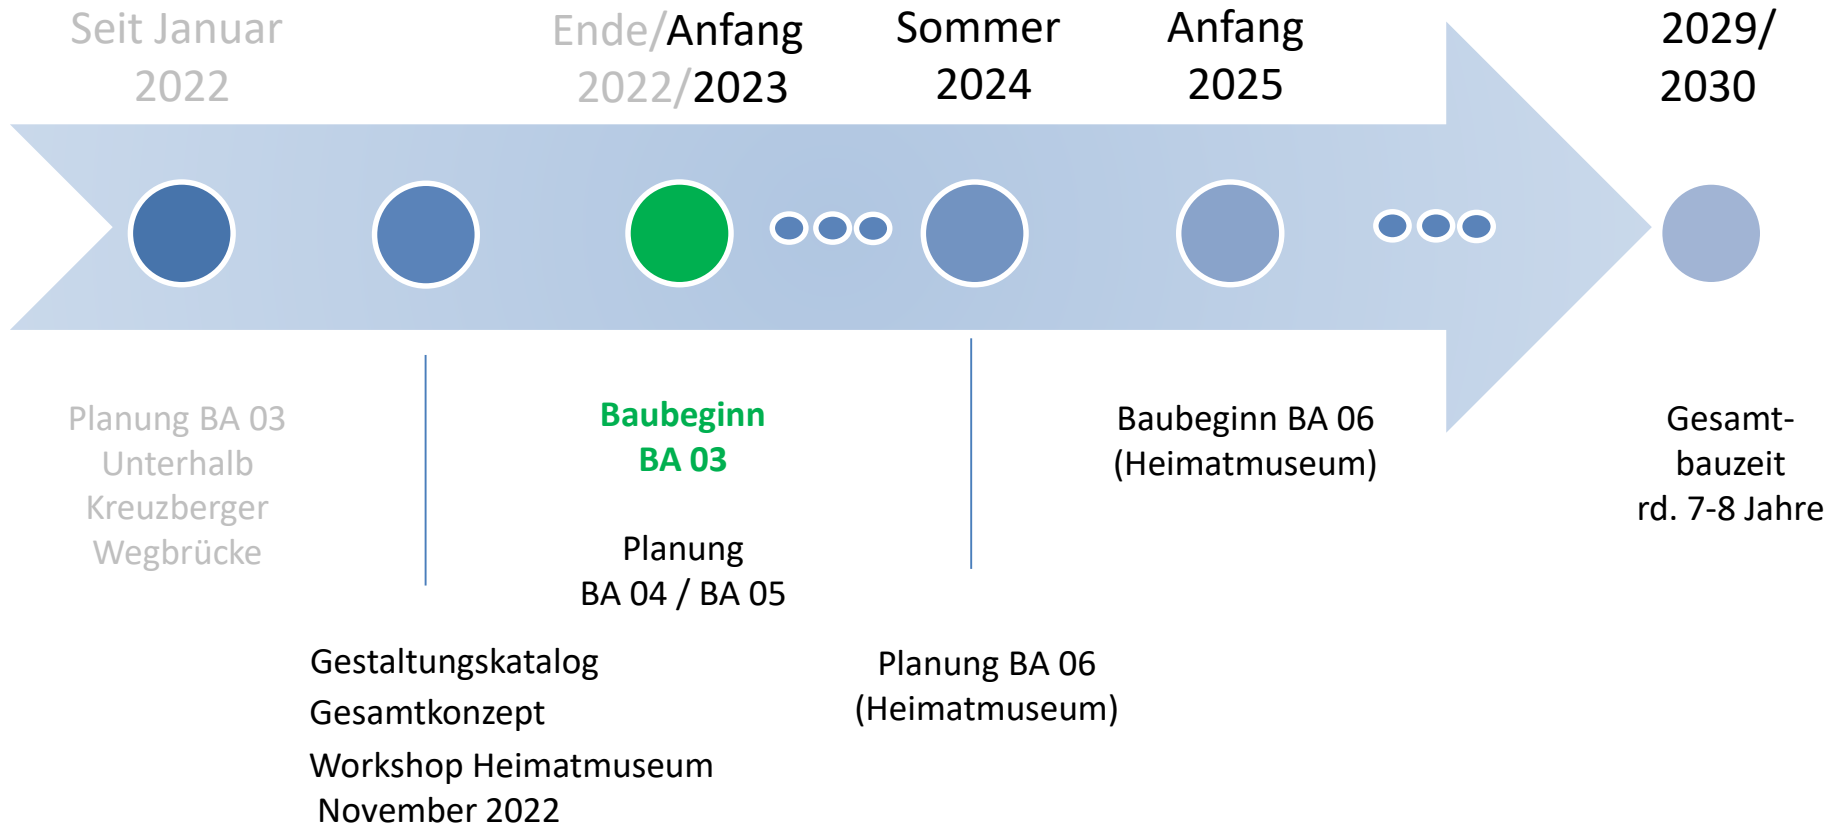 Seit Januar
2022
Ende/Anfang
2022/2023
Sommer
2024
Anfang
2025
2029/
2030
Planung BA 03
Unterhalb
Kreuzberger
Wegbrücke
Gestaltungskatalog
Gesamtkonzept
Workshop Heimatmuseum
November 2022
Baubeginn
BA 03
Planung
BA 04 / BA 05
Planung BA 06
(Heimatmuseum)
Baubeginn BA 06
(Heimatmuseum)
Gesamt-
bauzeit
rd. 7-8 Jahre